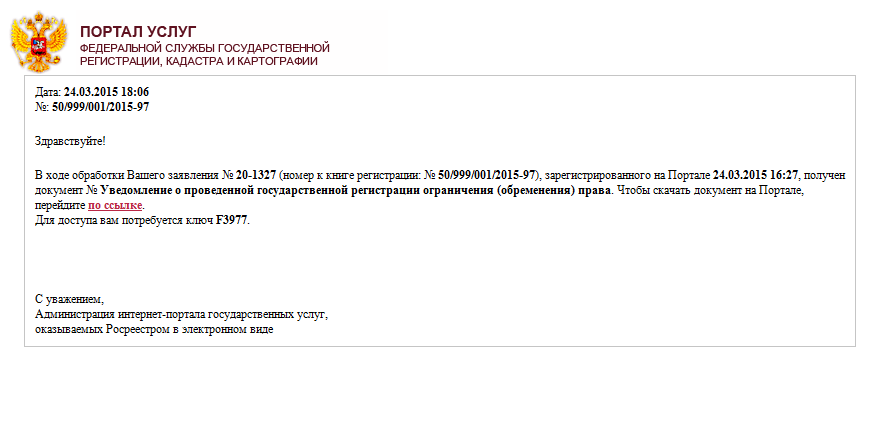 ПОРТАЛ УСЛУГ
ФЕДЕРАЛЬНОЙ СЛУЖБЫ ГОСУДАРСТВЕННОЙ
РЕГИСТРАЦИИ, КАДАСТРА И КАРТОГРАФИИ
Дата: 24.03.2015 18:06
№: 50/999/001/2015-97
Здравствуйте!
В ходе обработки Вашего заявления № 20-1327 (номер к книге регистрации: № 50/999/001/2015-97), зарегистрированного на Портале 24.03.2015 16:27, получен
документ № Уведомление о проведенной государственной регистрации ограничения (обременения) права. Чтобы скачать документ на Портале,
перейдите по ссылке.
Для доступа вам потребуется ключ F3977.
С уважением,
Администрация интернет-портала государственных услуг,
оказываемых Росреестром в электронном виде